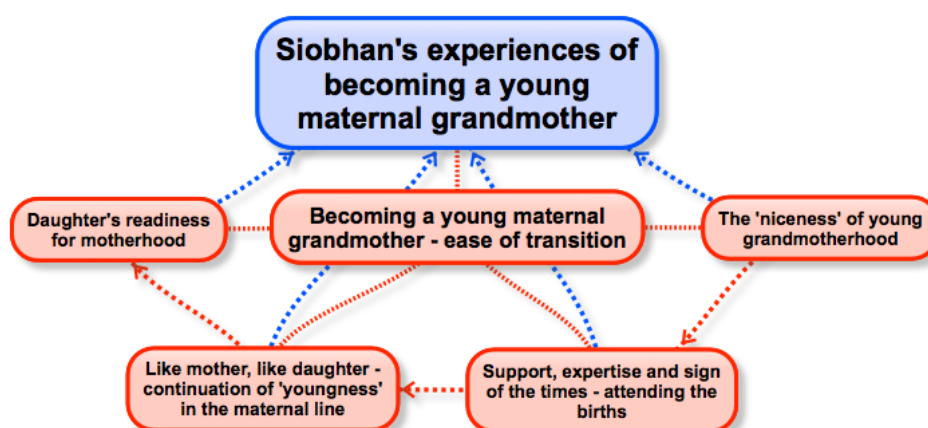 Siobhan's experiences of
becoming a young
maternal grandmother
Daughter's readiness
for motherhood
Becoming a young maternal
grandmother - ease of transition
The 'niceness' of young
grandmotherhood
Like mother, like daughter -
continuation of 'youngness'
in the maternal line
Support, expertise and sign
of the times - attending the
births